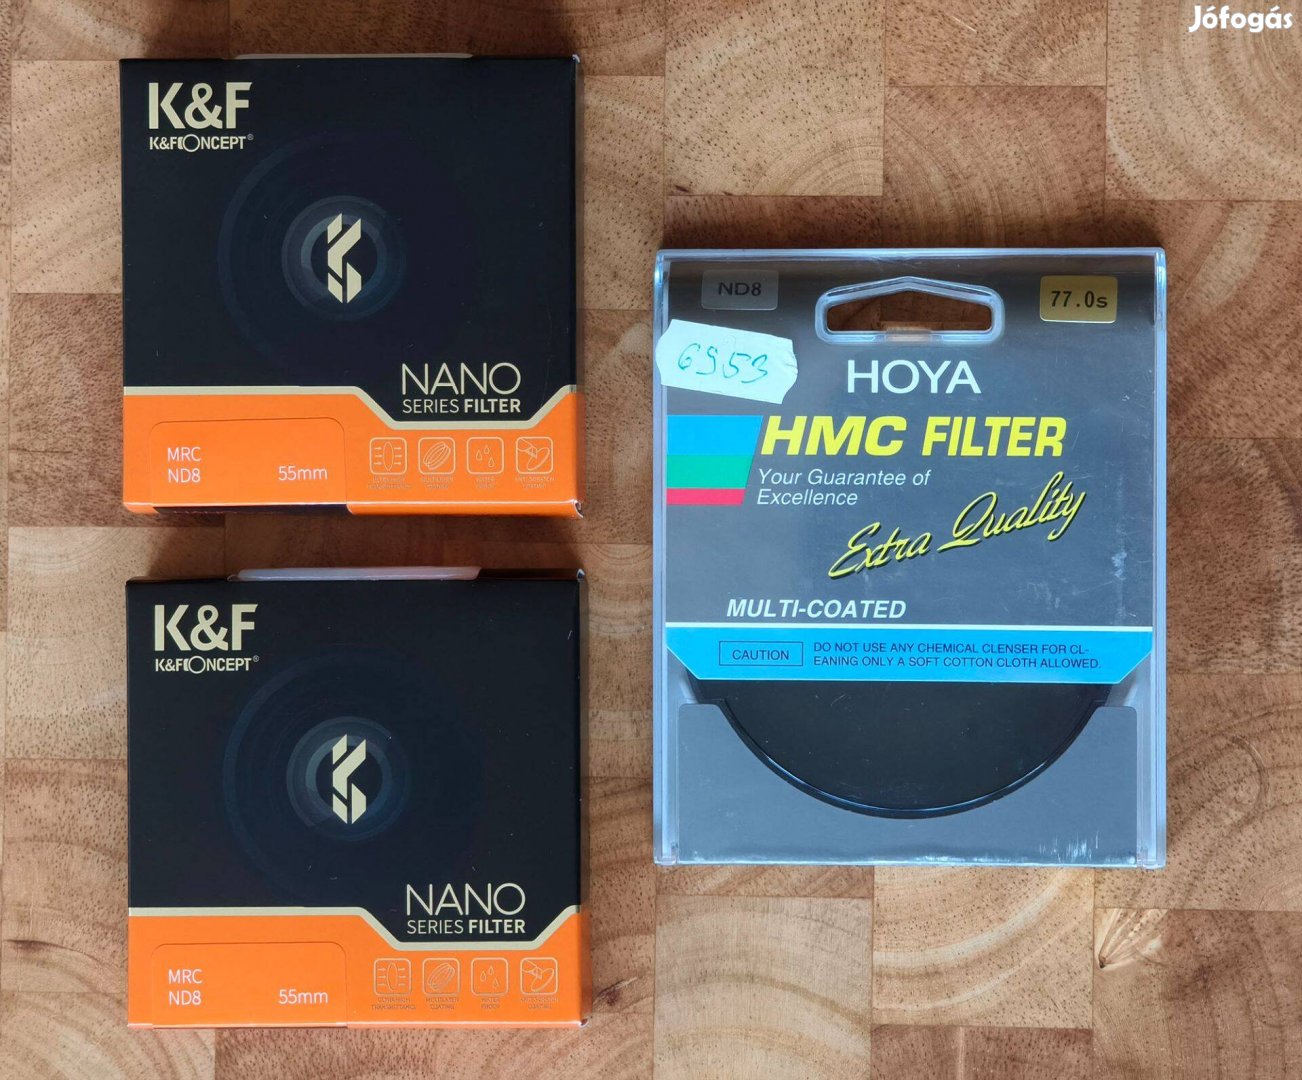 Jófogás
K&F
K&F CONCEPT®
NANO
SERIES FILTER
MRC
ND8
55mm
K&F
K&F CONCEPT®
NANO
SERIES FILTER
MRC
ND8
55mm
ND8
77.0s
6953
HOYA
HMC FILTER
Your Guarantee of
Excellence
Extra Quality
MULTI-COATED
CAUTION
DO NOT USE ANY CHEMICAL CLENSER FOR CL-
EANING ONLY A SOFT COTTON CLOTH ALLOWED.